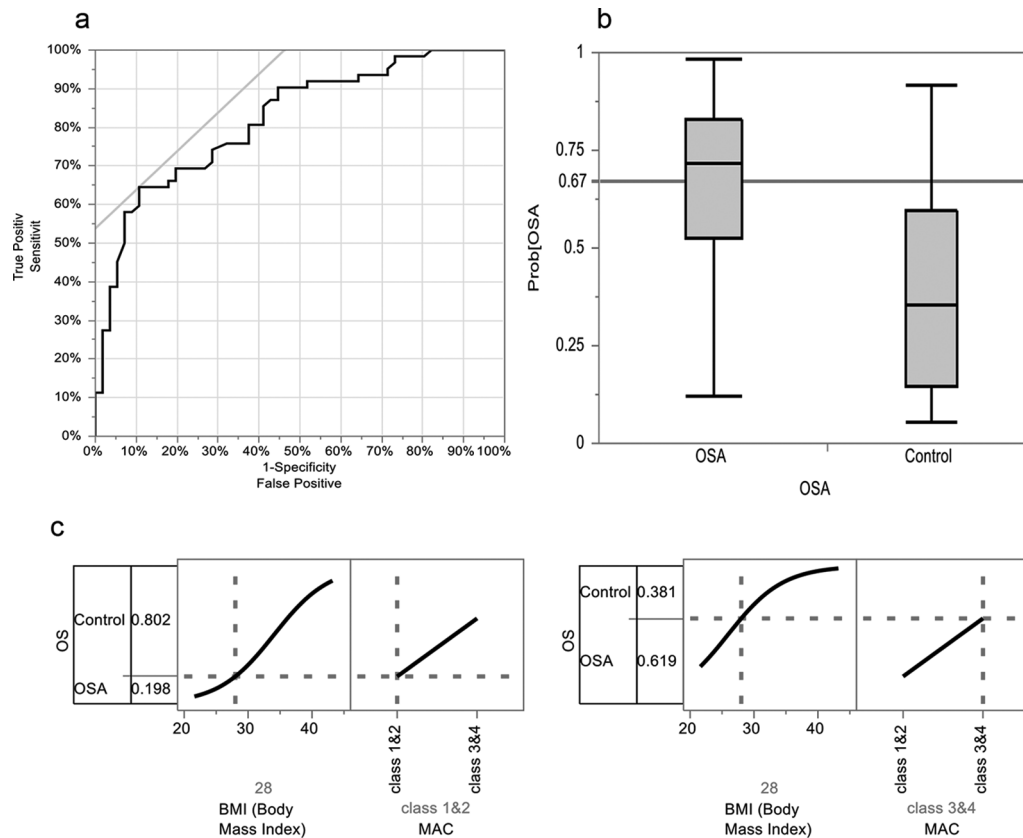 a
100%
90%
80%
70%
60%
50%
40%
30%
20%
10%
0%
True Positiv
Sensitivit
0% 10% 20% 30% 40% 50% 60% 70% 80% 90% 100%
1-Specificity
False Positive
b
1
0.75
0.67
0.5
0.25
0
Prob[OSA
OSA Control
OSA
c
OS
Control 0.802
OSA 0.198
20 30 40
class 1&2
class 3&4
28
BMI (Body
Mass Index)
class 1&2
MAC
OS
Control 0.381
OSA 0.619
20 30 40
class 1&2
class 3&4
28
BMI (Body
Mass Index)
class 3&4
MAC